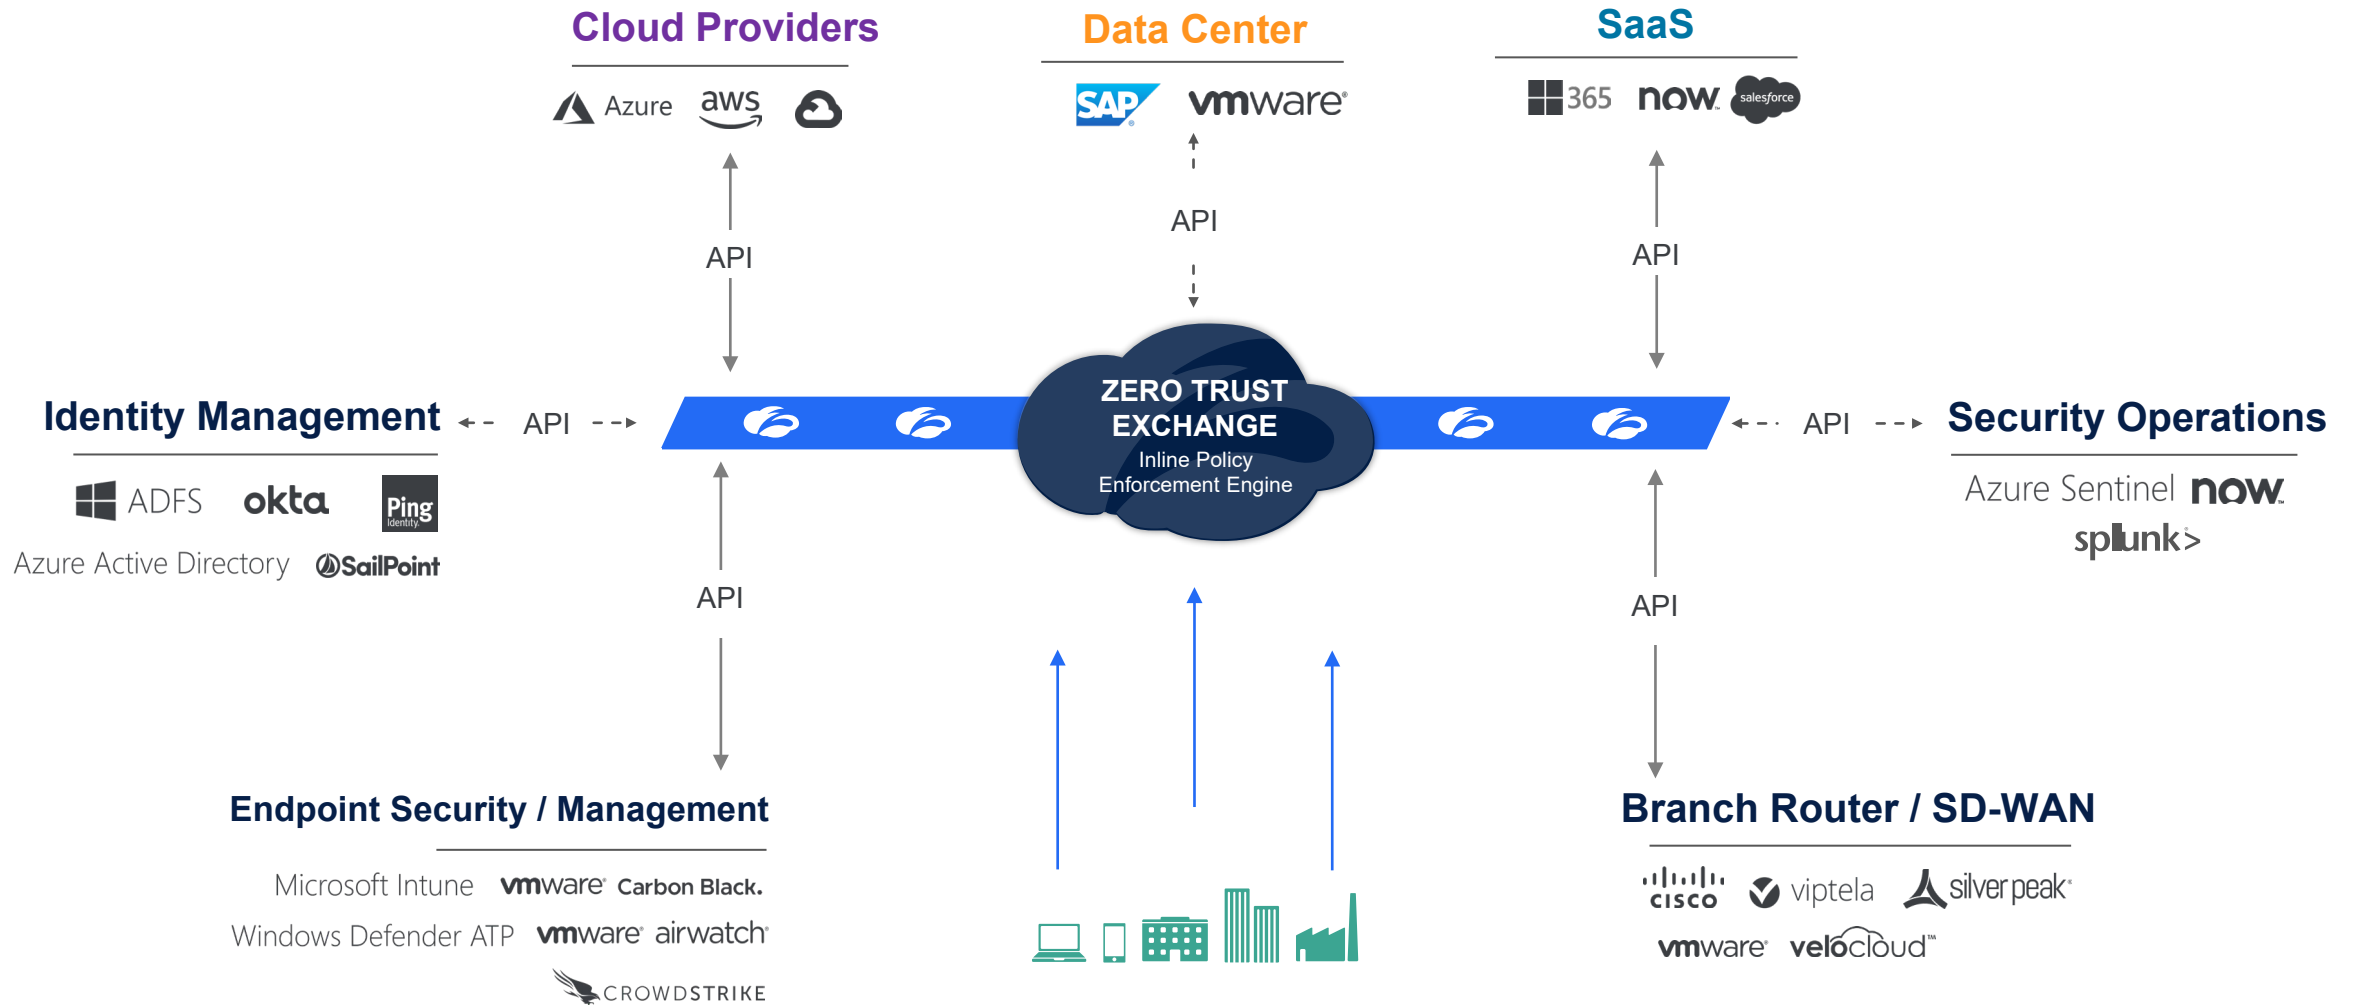 Cloud Providers
Azure aws
Data Center
SAP® vmware®
SaaS
365 now™ salesforce
API
API
API
ZERO TRUST
EXCHANGE
Inline Policy
Enforcement Engine
Identity Management
API
ADFS okta Ping
Identity.
Azure Active Directory SailPoint
API
Security Operations
Azure Sentinel now™
splunk>
API
API
Endpoint Security / Management
Microsoft Intune vmware® Carbon Black.
Windows Defender ATP vmware® airwatch®
CROWDSTRIKE
Branch Router / SD-WAN
CISCO viptela silver peak®
vmware® velocloud™